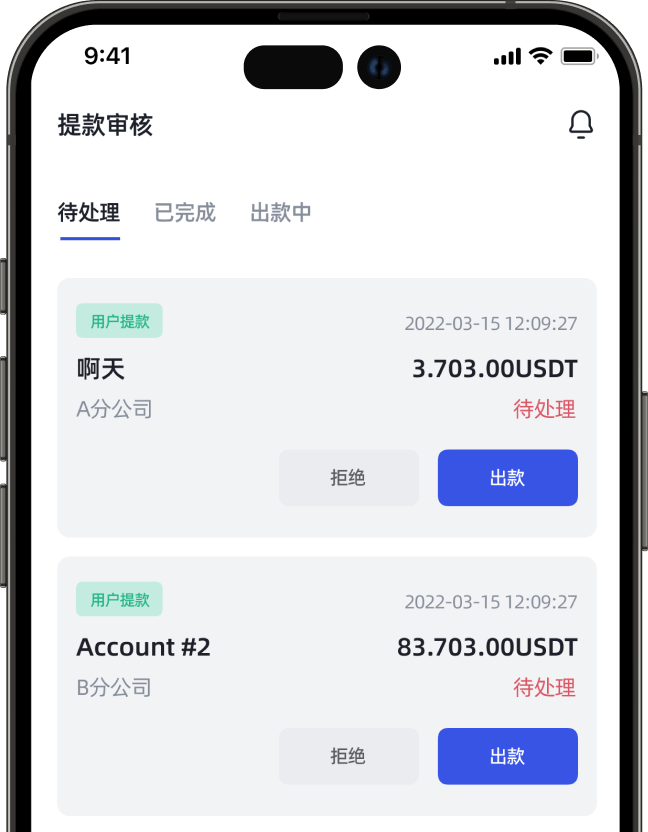 9:41
提款审核
待处理 已完成 出款中
用户提款 2022-03-15 12:09:27
啊天 3.703.00USDT
A分公司 待处理
拒绝 出款
用户提款 2022-03-15 12:09:27
Account #2 83.703.00USDT
B分公司 待处理
拒绝 出款